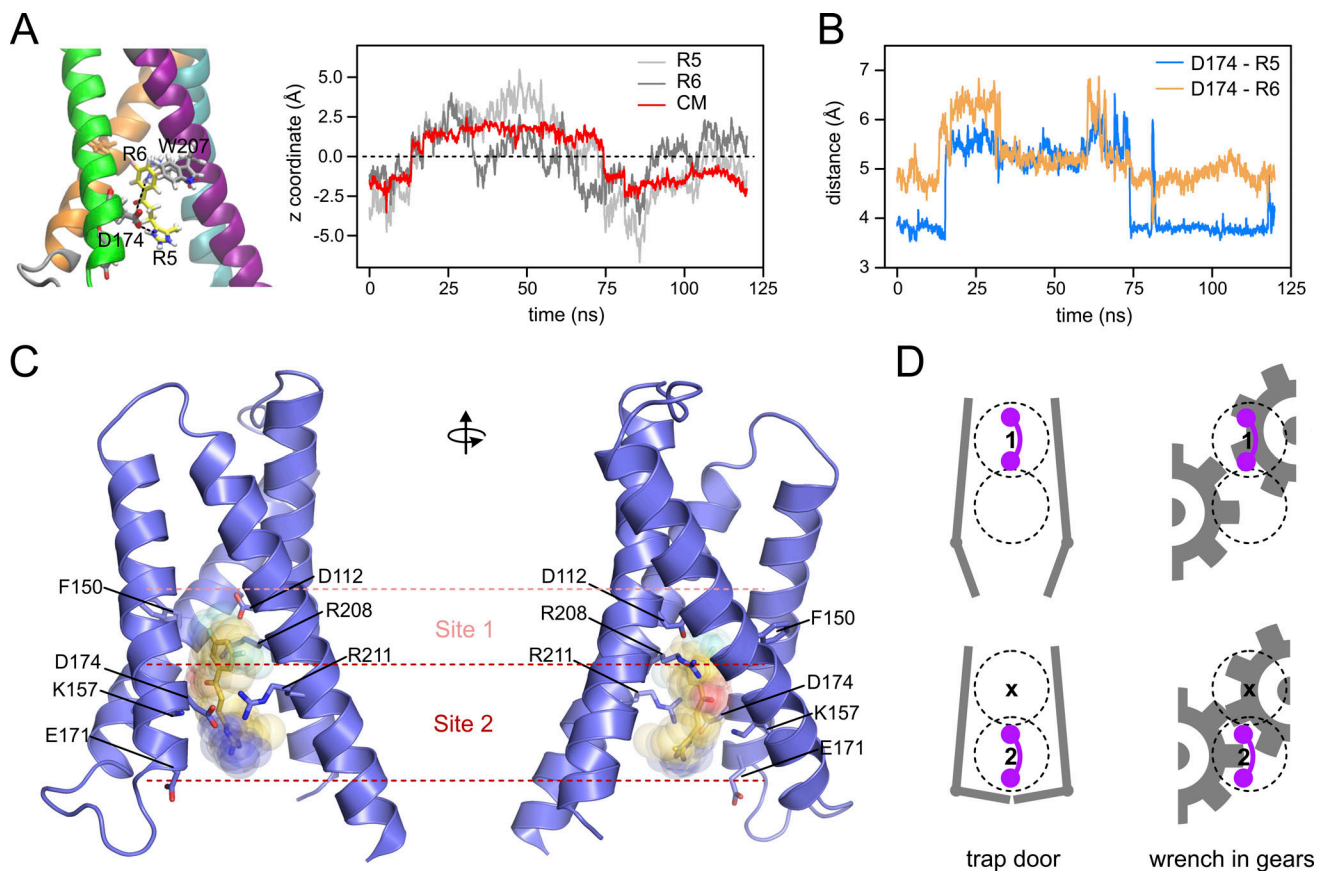 A
R6
W207
D174
R5
z coordinate (Å)
5.0
2.5
0.0
-2.5
-5.0
R5
R6
CM
0
25
50
75
100
125
time (ns)
B
distance (Å)
7
6
5
4
3
D174 - R5
D174 - R6
0
25
50
75
100
125
time (ns)
C
F150
D174
K157
E171
D112
R208
R211
Site 1
Site 2
D112
R208
R211
F150
D174
K157
E171
D
1
1
x
2
x
2
trap door
wrench in gears